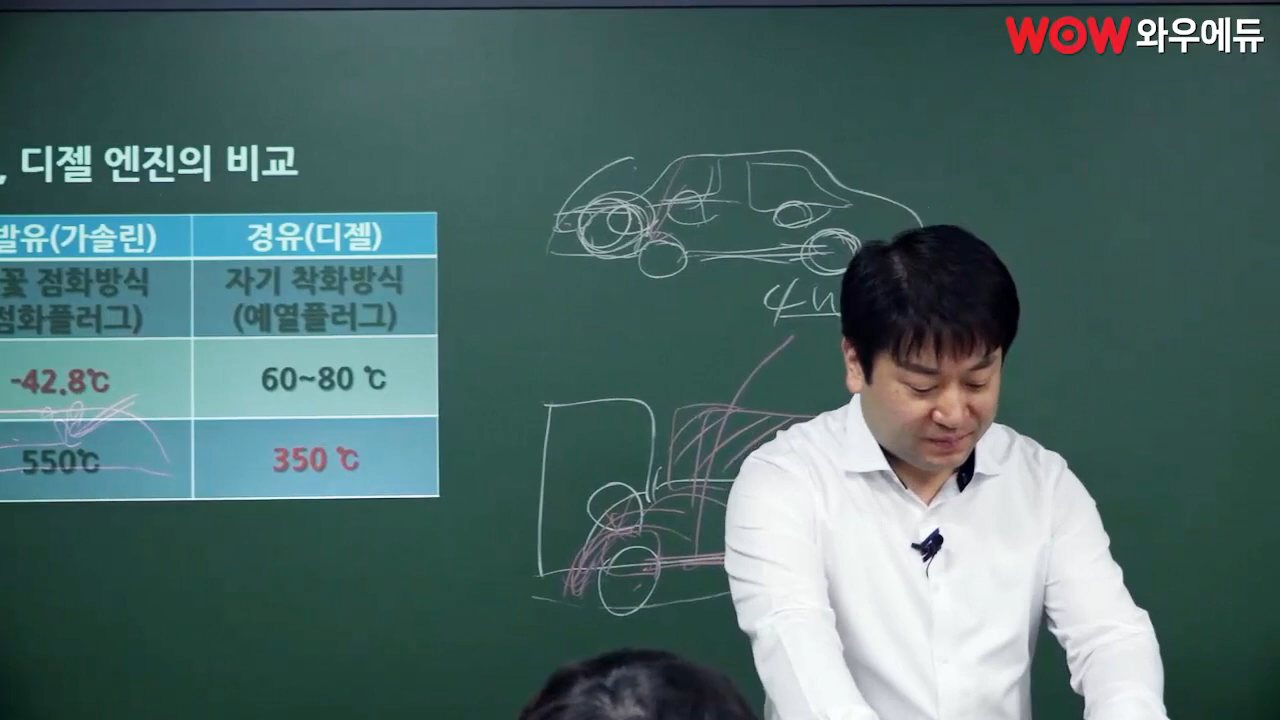 WOW 와우에듀
, 디젤 엔진의 비교
발유(가솔린) 경유(디젤)
꽃 점화방식 자기 착화방식
점화플러그) (예열플러그)
-42.8℃ 60~80 ℃
550℃ 350 ℃